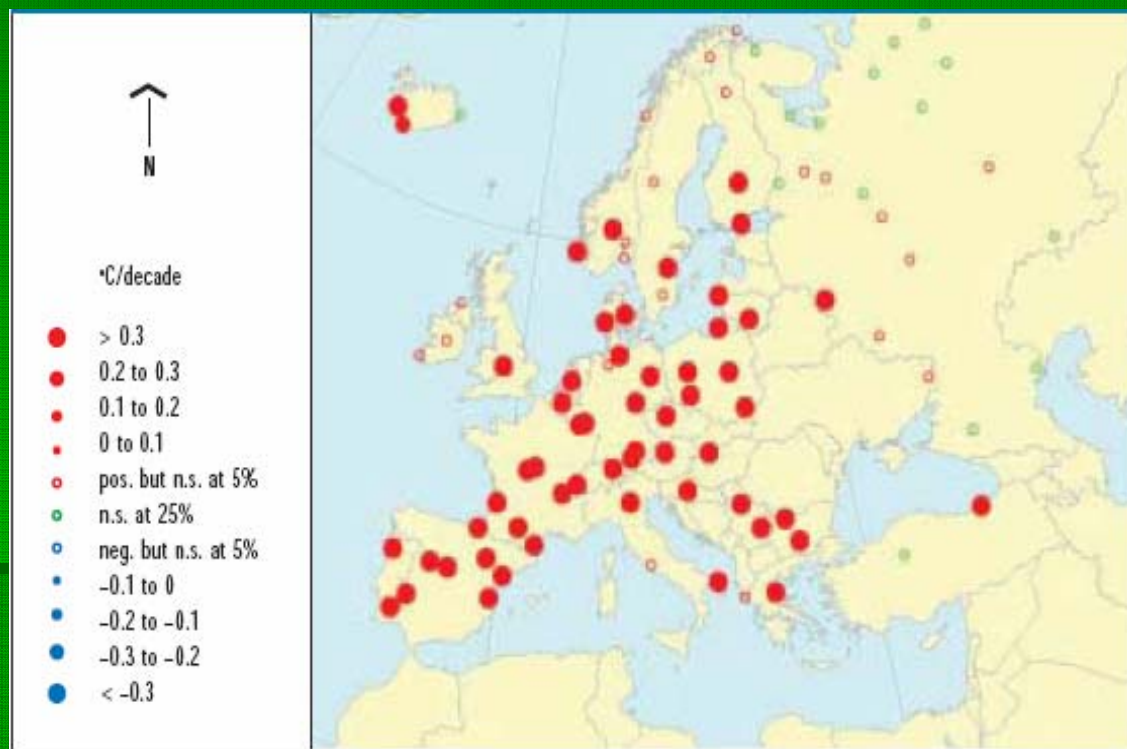 N
°C/decade
> 0.3
0.2 to 0.3
0.1 to 0.2
0 to 0.1
pos. but n.s. at 5%
n.s. at 25%
neg. but n.s. at 5%
−0.1 to 0
−0.2 to −0.1
−0.3 to −0.2
< −0.3